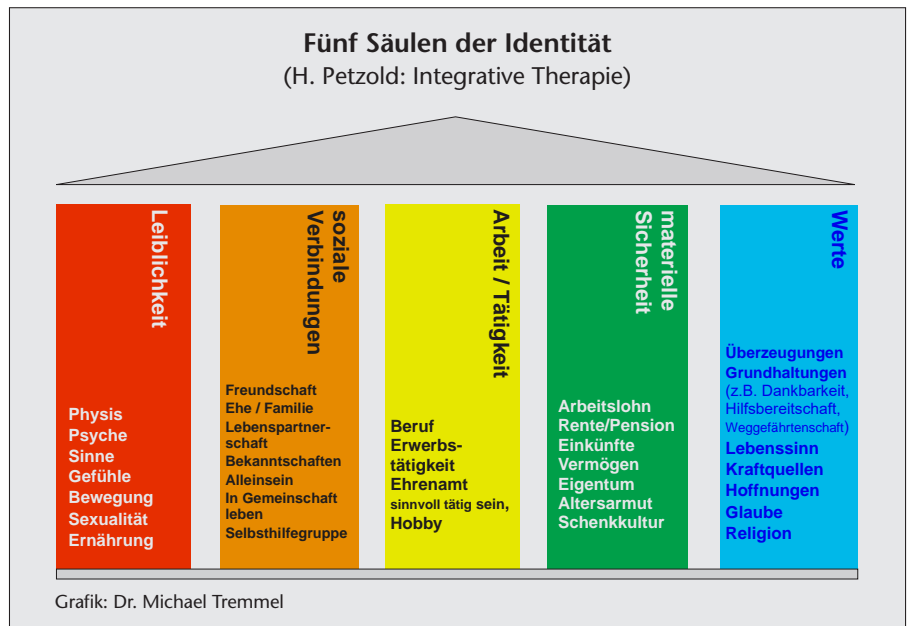 Fünf Säulen der Identität
(H. Petzold: Integrative Therapie)
Leiblichkeit
Physis
Psyche
Sinne
Gefühle
Bewegung
Sexualität
Ernährung
soziale
Verbindungen
Freundschaft
Ehe / Familie
Lebenspartner-
schaft
Bekanntschaften
Alleinsein
In Gemeinschaft
leben
Selbsthilfegruppe
Arbeit / Tätigkeit
Beruf
Erwerbs-
tätigkeit
Ehrenamt
sinnvoll tätig sein,
Hobby
materielle
Sicherheit
Arbeitslohn
Rente/Pension
Einkünfte
Vermögen
Eigentum
Altersarmut
Schenkkultur
Werte
Überzeugungen
Grundhaltungen
(z.B. Dankbarkeit,
Hilfsbereitschaft,
Weggefährtenschaft)
Lebenssinn
Kraftquellen
Hoffnungen
Glaube
Religion
Grafik: Dr. Michael Tremmel